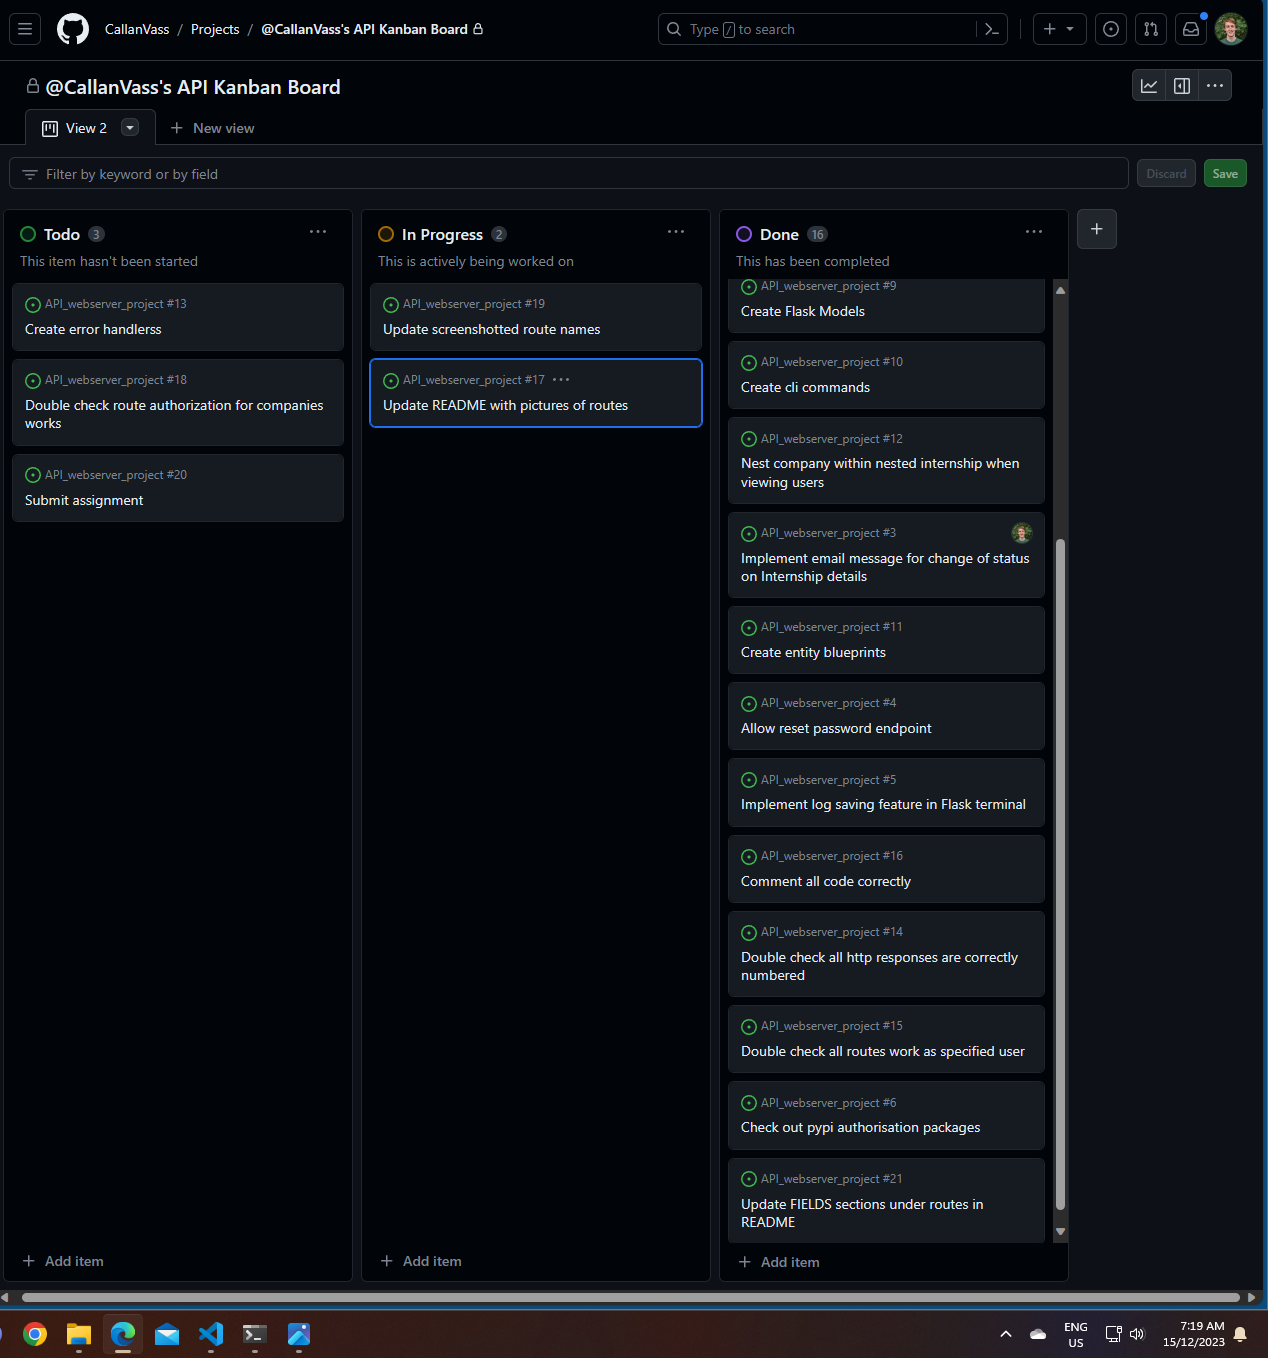 CallanVass / Projects / @CallanVass's API Kanban Board
Type / to search
@CallanVass's API Kanban Board
View 2
New view
Filter by keyword or by field
Discard
Save
Todo 3
This item hasn't been started
API_webserver_project #13
Create error handlerss
API_webserver_project #18
Double check route authorization for companies
works
API_webserver_project #20
Submit assignment
Add item
In Progress 2
This is actively being worked on
API_webserver_project #19
Update screenshotted route names
API_webserver_project #17
Update README with pictures of routes
Add item
Done 16
This has been completed
API_webserver_project #9
Create Flask Models
API_webserver_project #10
Create cli commands
API_webserver_project #12
Nest company within nested internship when
viewing users
API_webserver_project #3
Implement email message for change of status
on Internship details
API_webserver_project #11
Create entity blueprints
API_webserver_project #4
Allow reset password endpoint
API_webserver_project #5
Implement log saving feature in Flask terminal
API_webserver_project #16
Comment all code correctly
API_webserver_project #14
Double check all http responses are correctly
numbered
API_webserver_project #15
Double check all routes work as specified user
API_webserver_project #6
Check out pypi authorisation packages
API_webserver_project #21
Update FIELDS sections under routes in
README
Add item
ENG
US
7:19 AM
15/12/2023